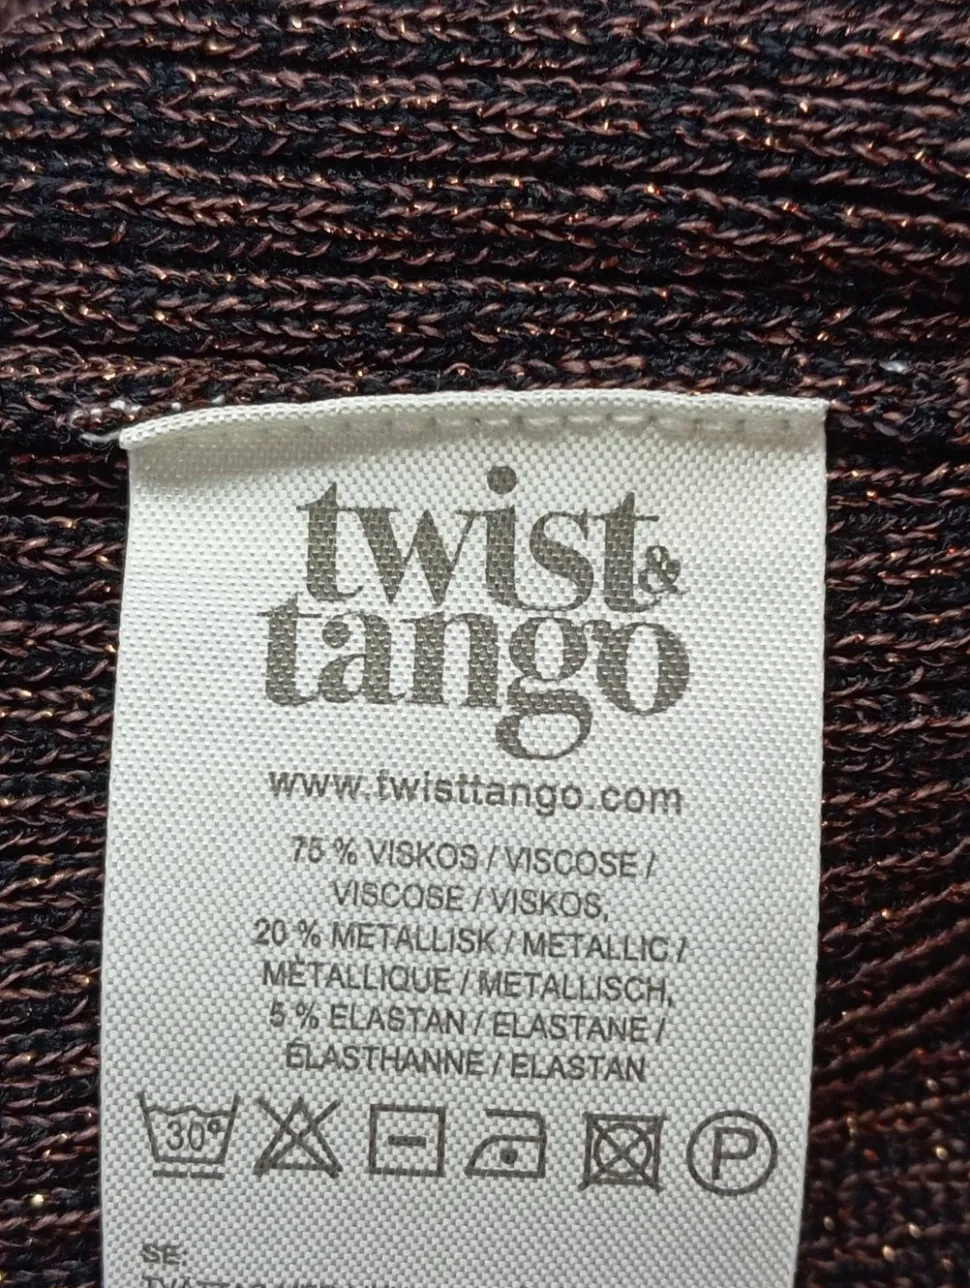 twist&
tango
www.twisttango.com
75 % VISKOS / VISCOSE /
VISCOSE / VISKOS,
20 % METALLISK / METALLIC /
MÉTALLIQUE / METALLISCH,
5 % ELASTAN / ELASTANE /
ÉLASTHANNE / ELASTAN
30° P
SE: